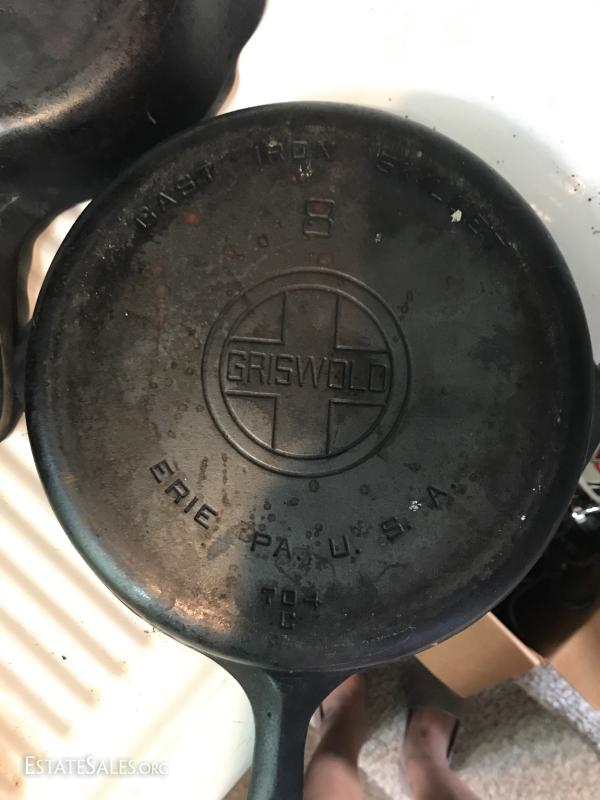 CAST IRON SKILLET
8
GRISWOLD
ERIE PA. U. S. A.
704
C
ESTATESALES.ORG